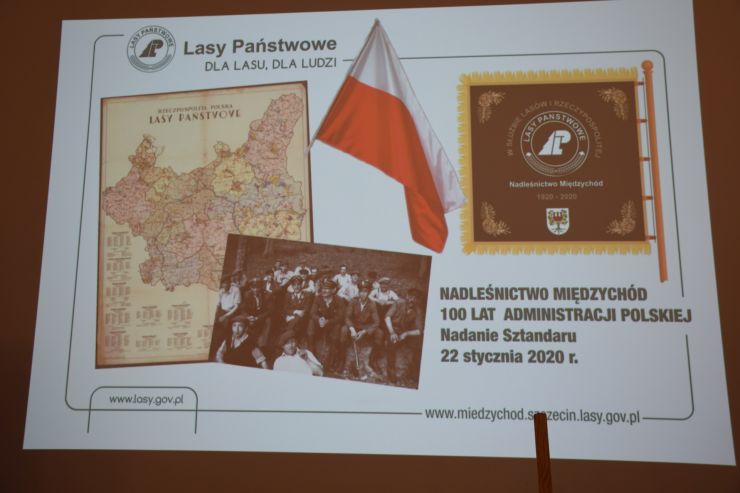 LASY PAŃSTWOWE
Lasy Państwowe
DLA LASU, DLA LUDZI
RZECZPOSPOLITA POLSKA
LASY PAŃSTWOWE
W SŁUŻBIE LASÓW I RZECZYPOSPOLITEJ
LASY PAŃSTWOWE
Nadleśnictwo Międzychód
1920 - 2020
NADLEŚNICTWO MIĘDZYCHÓD
100 LAT ADMINISTRACJI POLSKIEJ
Nadanie Sztandaru
22 stycznia 2020 r.
www.lasy.gov.pl
www.miedzychod.szczecin.lasy.gov.pl